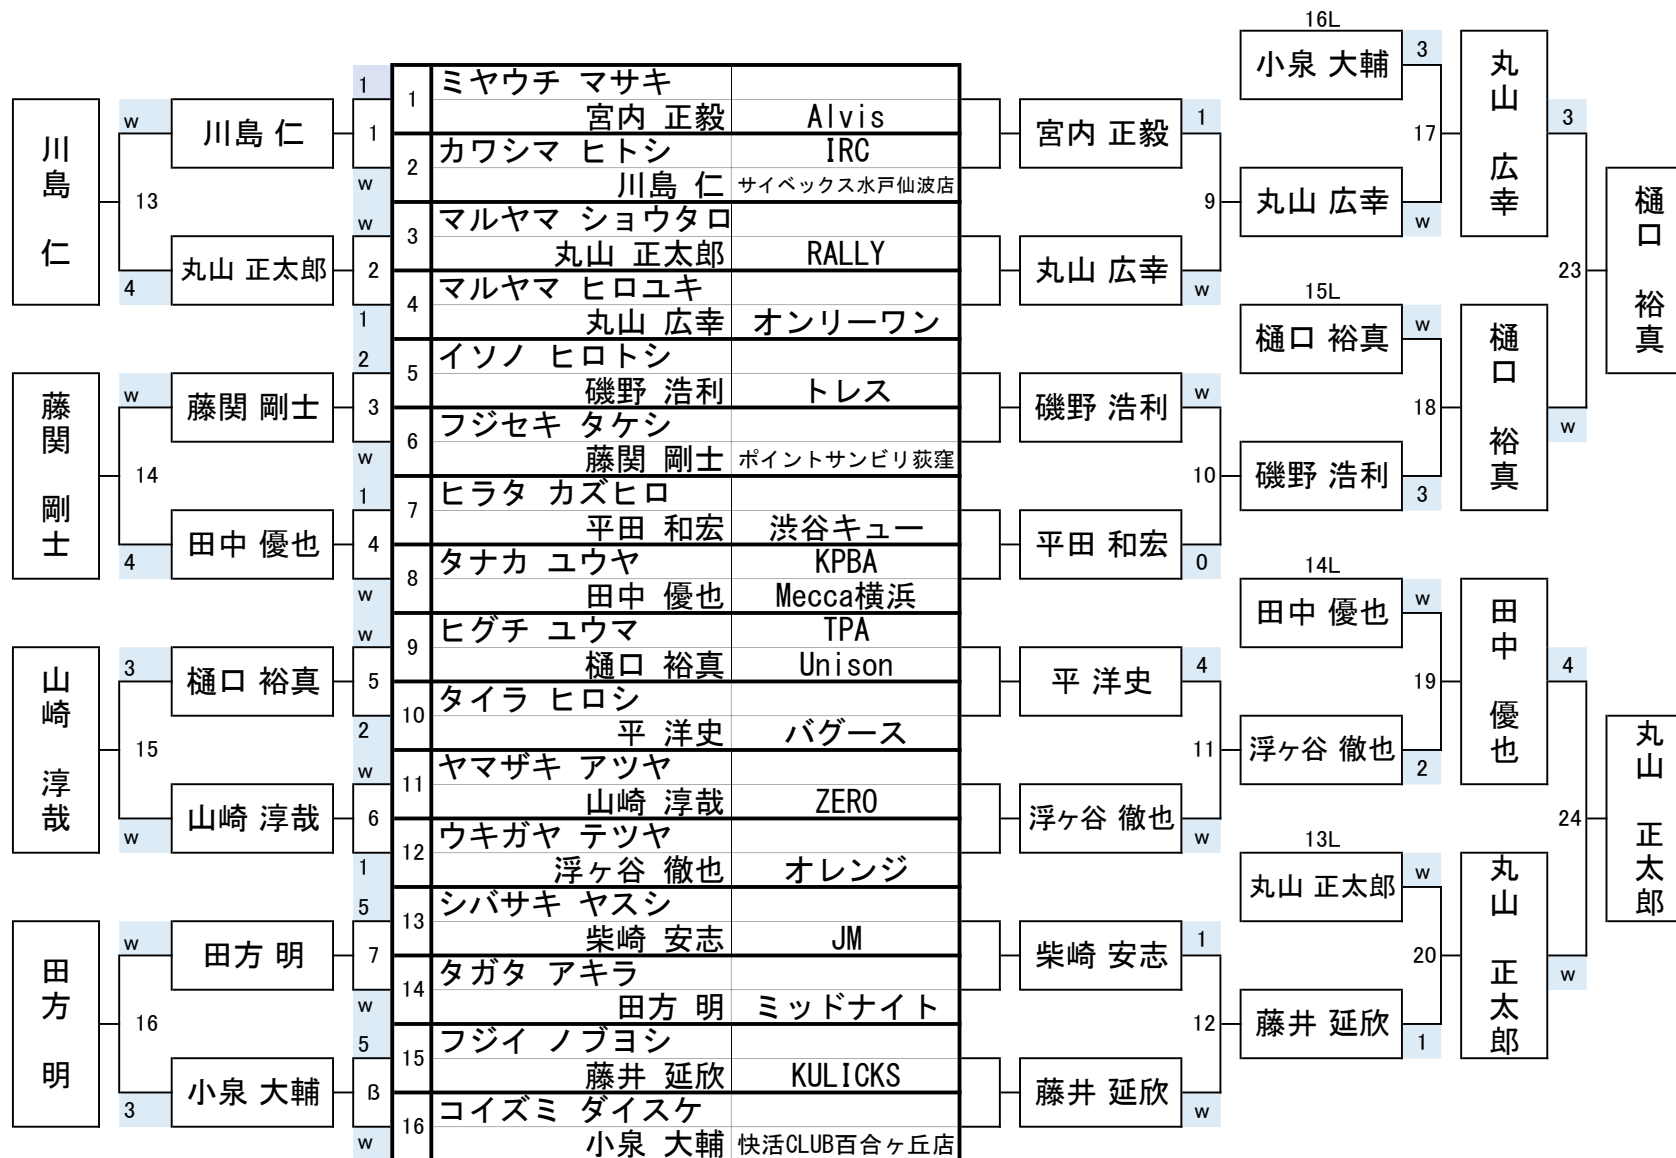 川島 仁
藤関 剛士
山崎 淳哉
田方 明
w
13
4
w
14
4
3
15
w
w
16
3
川島 仁
丸山 正太郎
藤関 剛士
田中 優也
樋口 裕真
山崎 淳哉
田方 明
小泉 大輔
1
1
w
w
2
1
2
3
w
1
4
w
w
5
2
w
6
1
5
7
w
5
ß
w
1 ミヤウチ マサキ
宮内 正毅 Alvis
2 カワシマ ヒトシ IRC
川島 仁 サイベックス水戸仙波店
3 マルヤマ ショウタロ
丸山 正太郎 RALLY
4 マルヤマ ヒロユキ
丸山 広幸 オンリーワン
5 イソノ ヒロトシ
磯野 浩利 トレス
6 フジセキ タケシ
藤関 剛士 ポイントサンビリ荻窪
7 ヒラタ カズヒロ
平田 和宏 渋谷キュー
8 タナカ ユウヤ KPBA
田中 優也 Mecca横浜
9 ヒグチ ユウマ TPA
樋口 裕真 Unison
10 タイラ ヒロシ
平 洋史 バグース
11 ヤマザキ アツヤ
山崎 淳哉 ZERO
12 ウキガヤ テツヤ
浮ヶ谷 徹也 オレンジ
13 シバサキ ヤスシ
柴崎 安志 JM
14 タガタ アキラ
田方 明 ミッドナイト
15 フジイ ノブヨシ
藤井 延欣 KULICKS
16 コイズミ ダイスケ
小泉 大輔 快活CLUB百合ヶ丘店
宮内 正毅 1
9
丸山 広幸 w
磯野 浩利 w
10
平田 和宏 0
平 洋史 4
11
浮ヶ谷 徹也 w
柴崎 安志 1
12
藤井 延欣 w
16L
小泉 大輔 3
17
丸山 広幸 w
15L
樋口 裕真 w
18
磯野 浩利 3
14L
田中 優也 w
19
浮ヶ谷 徹也 2
13L
丸山 正太郎 w
20
藤井 延欣 1
丸山 広幸 3
23
樋口 裕真 w
田中 優也 4
24
丸山 正太郎 w
樋口 裕真
丸山 正太郎